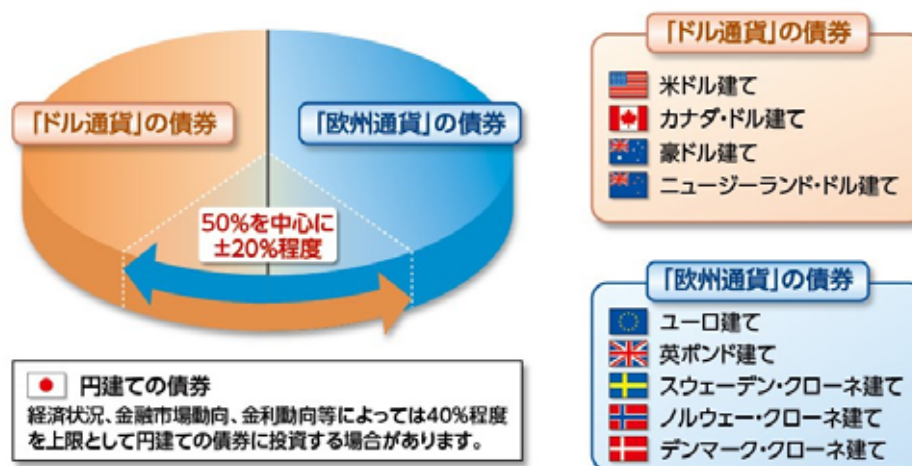 「ドル通貨」の債券
「欧州通貨」の債券
50%を中心に
±20%程度
円建ての債券
経済状況、金融市場動向、金利動向等によっては40%程度
を上限として円建ての債券に投資する場合があります。
「ドル通貨」の債券
米ドル建て
カナダ・ドル建て
豪ドル建て
ニュージーランド・ドル建て
「欧州通貨」の債券
ユーロ建て
英ポンド建て
スウェーデン・クローネ建て
ノルウェー・クローネ建て
デンマーク・クローネ建て